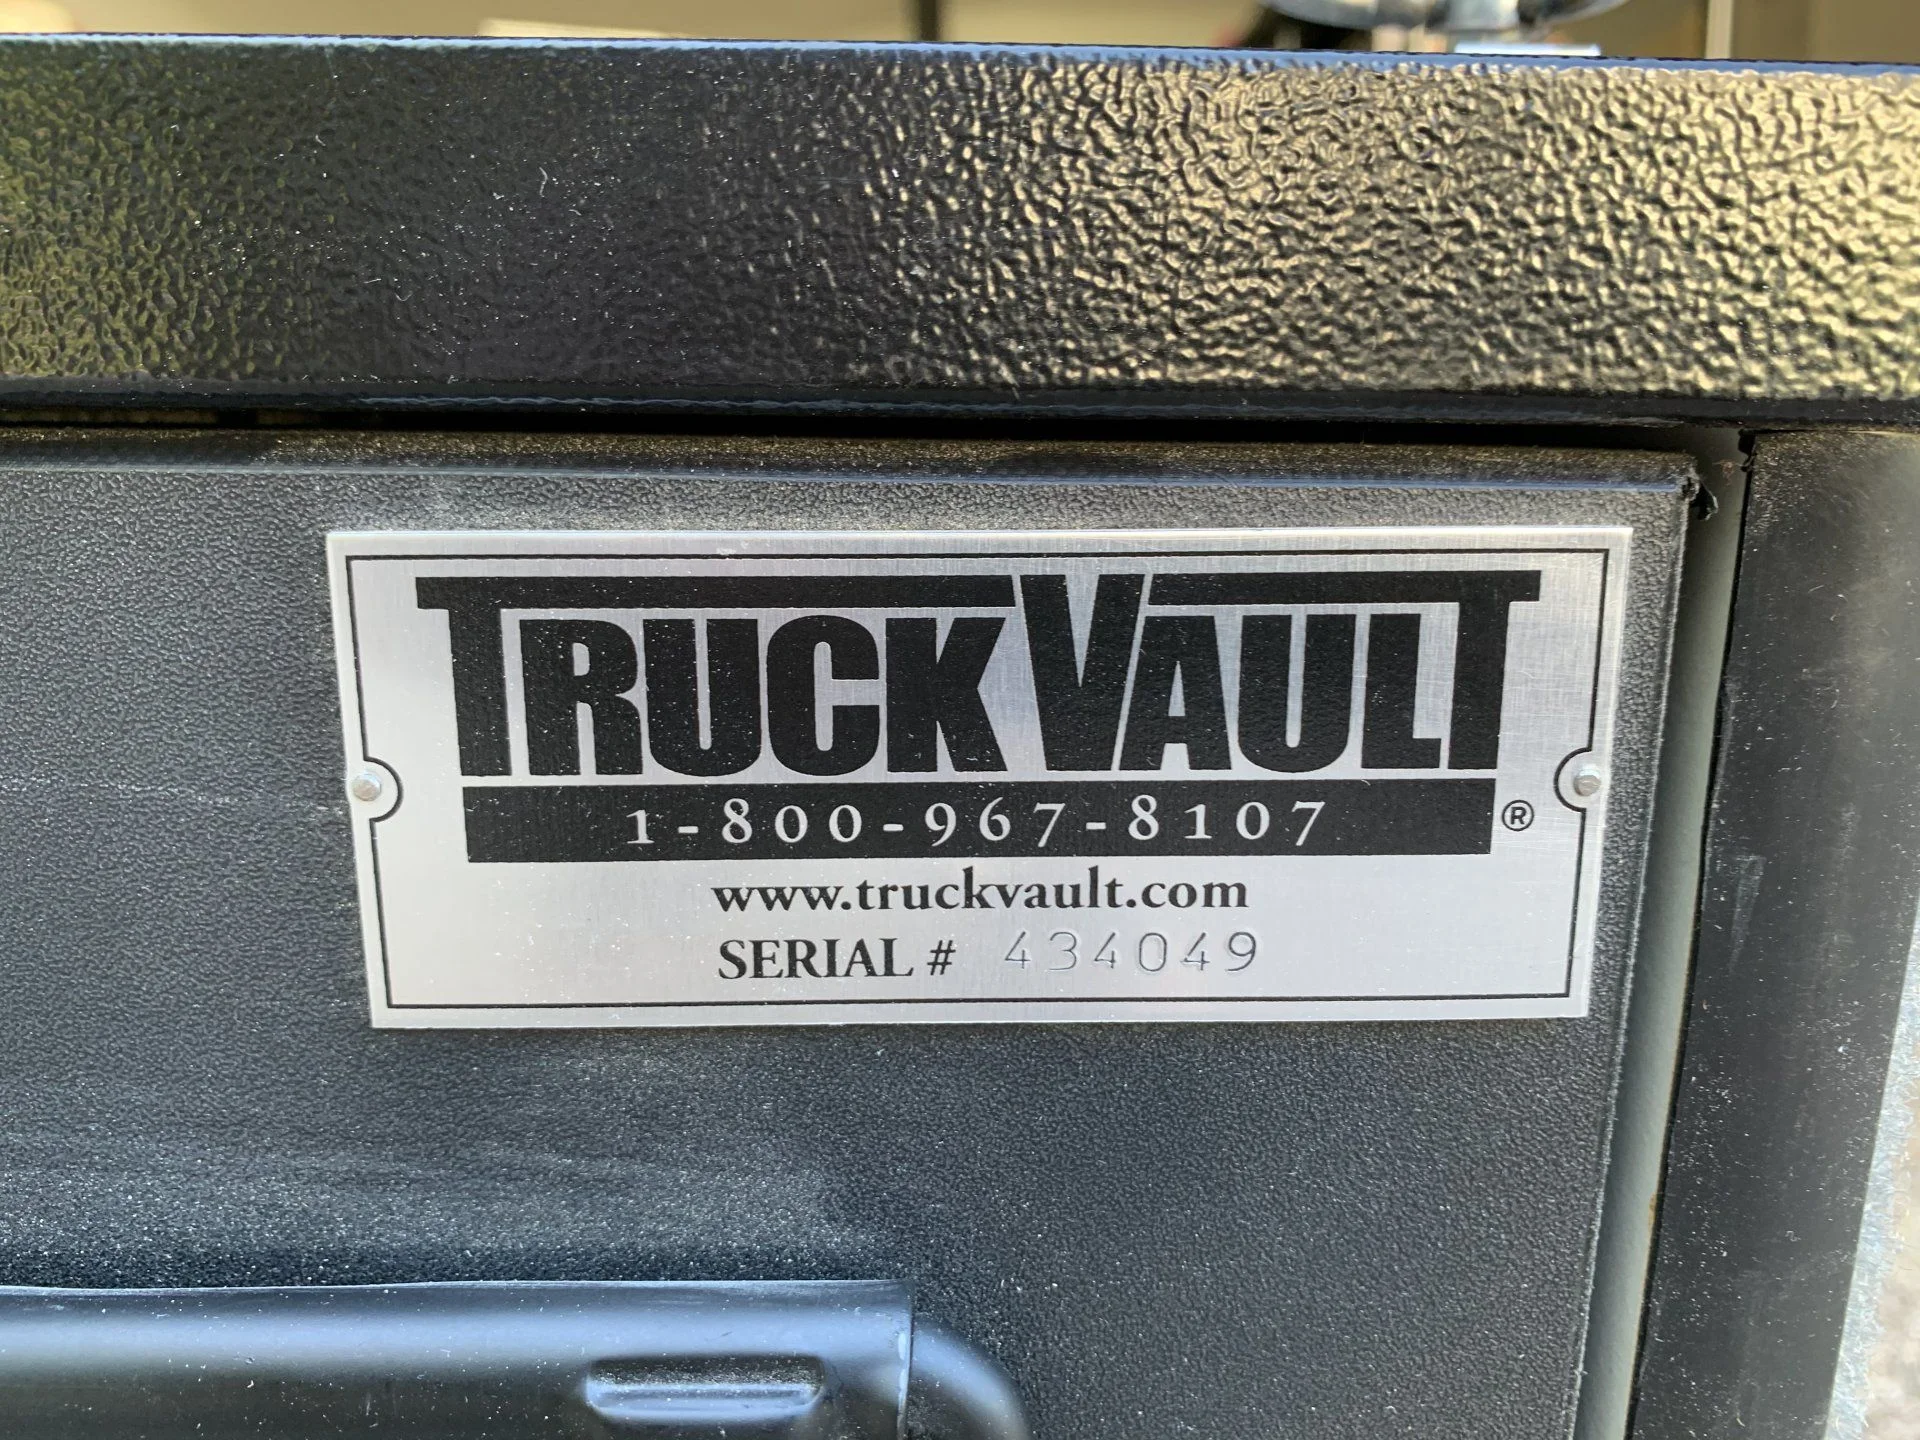 TRUCKVAULT
1-800-967-8107 ®
www.truckvault.com
SERIAL # 434049